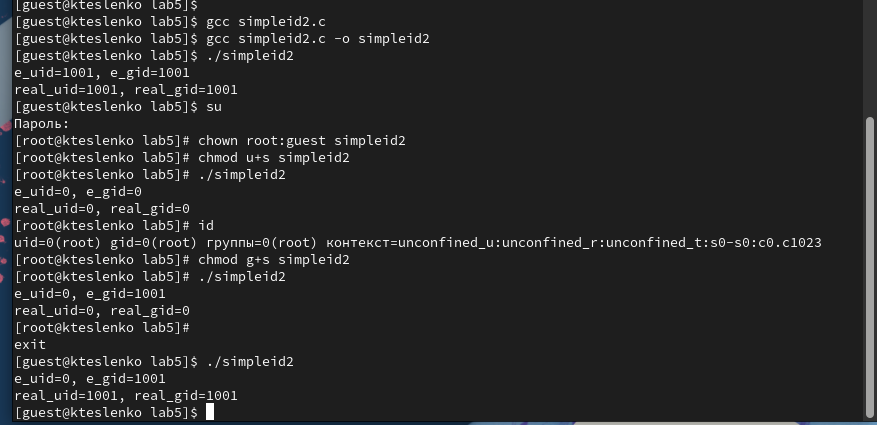 [guest@kteslenko lab5]$
[guest@kteslenko lab5]$ gcc simpleid2.c
[guest@kteslenko lab5]$ gcc simpleid2.c -o simpleid2
[guest@kteslenko lab5]$ ./simpleid2
e_uid=1001, e_gid=1001
real_uid=1001, real_gid=1001
[guest@kteslenko lab5]$ su
Пароль:
[root@kteslenko lab5]# chown root:guest simpleid2
[root@kteslenko lab5]# chmod u+s simpleid2
[root@kteslenko lab5]# ./simpleid2
e_uid=0, e_gid=0
real_uid=0, real_gid=0
[root@kteslenko lab5]# id
uid=0(root) gid=0(root) группы=0(root) контекст=unconfined_u:unconfined_r:unconfined_t:s0-s0:c0.c1023
[root@kteslenko lab5]# chmod g+s simpleid2
[root@kteslenko lab5]# ./simpleid2
e_uid=0, e_gid=1001
real_uid=0, real_gid=0
[root@kteslenko lab5]#
exit
[guest@kteslenko lab5]$ ./simpleid2
e_uid=0, e_gid=1001
real_uid=1001, real_gid=1001
[guest@kteslenko lab5]$